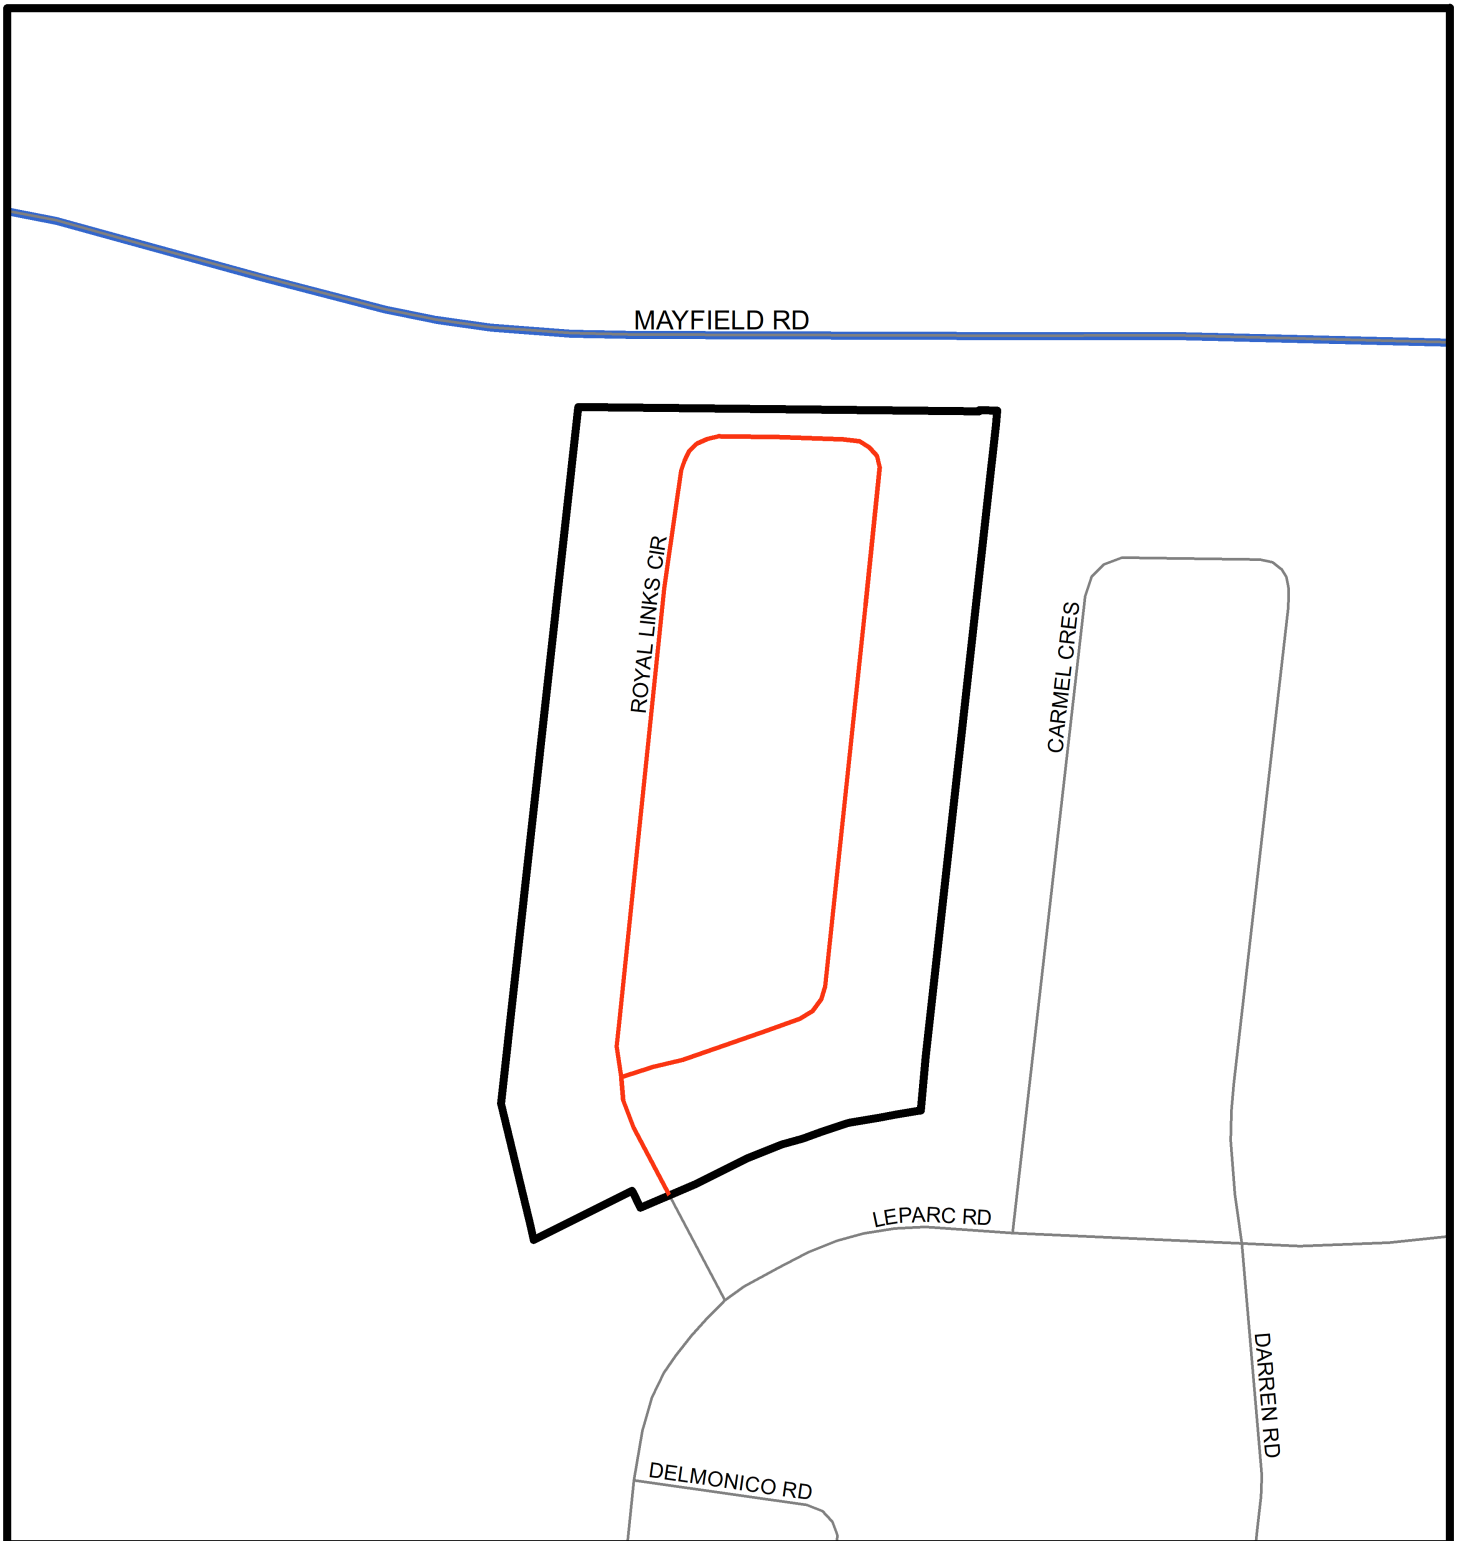 MAYFIELD RD
ROYAL LINKS CIR
CARMEL CRES
LEPARC RD
DARREN RD
DELMONICO RD